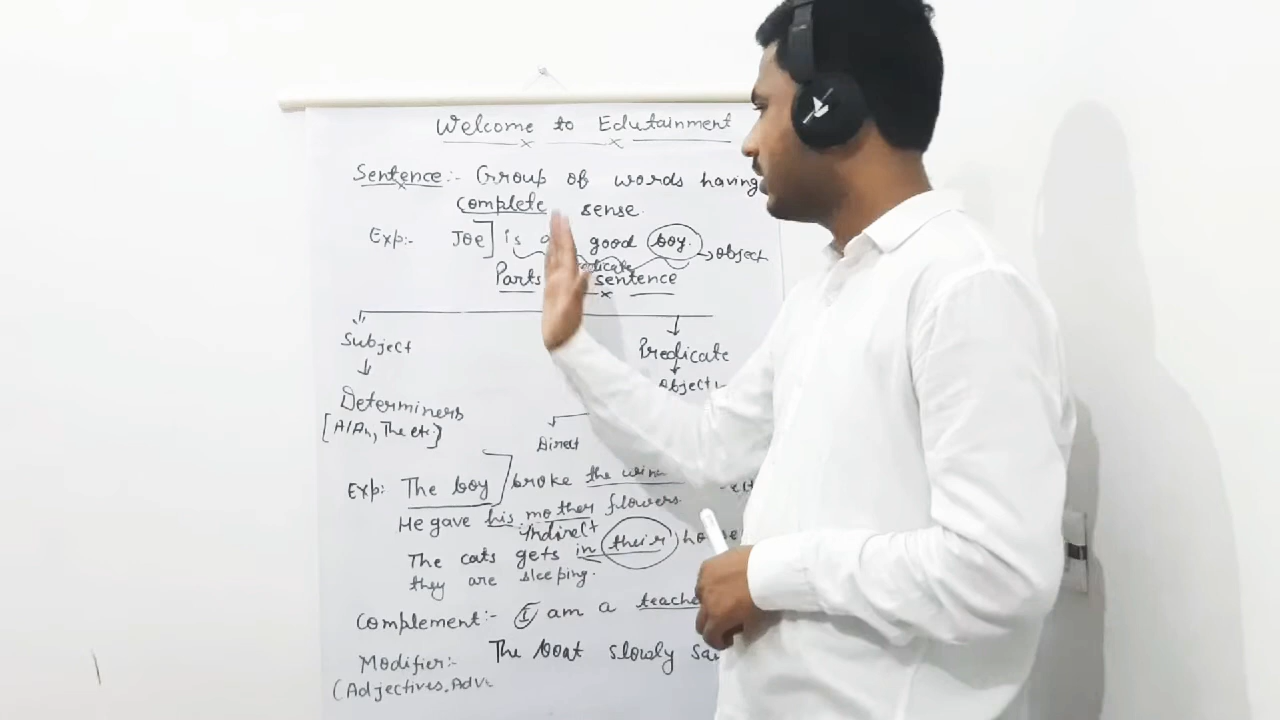 Welcome to Edutainment
Sentence:- Group of words having
complete sense.
Exp:- Joe is a good boy. → object
Parts sentence
Subject
Predicate
Determiners
[A/An, The etc.]
Object
Direct
Exp: The boy broke the
He gave his mother flowers.
Indirect
The cats gets in their
they are sleeping.
Complement:- I am a
Modifier:- The boat slowly
(Adjectives,